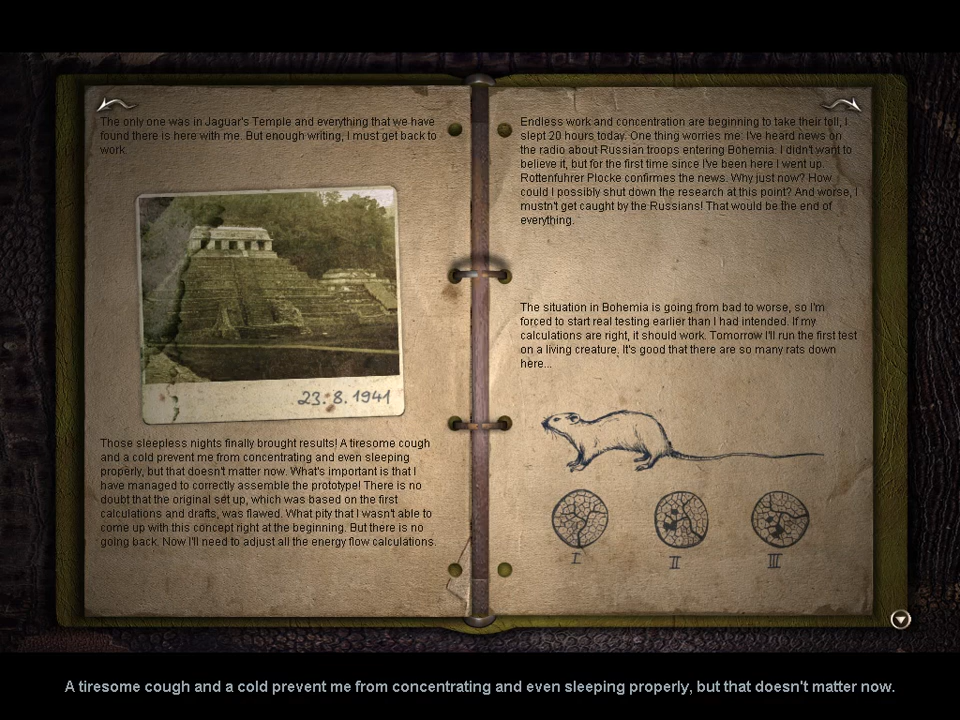 The only one was in Jaguar's Temple and everything that we have
found there is here with me. But enough writing, I must get back to
work.
23. 8. 1941
Those sleepless nights finally brought results! A tiresome cough
and a cold prevent me from concentrating and even sleeping
properly, but that doesn't matter now. What's important is that I
have managed to correctly assemble the prototype! There is no
doubt that the original set up, which was based on the first
calculations and drafts, was flawed. What pity that I wasn't able to
come up with this concept right at the beginning. But there is no
going back. Now I'll need to adjust all the energy flow calculations.
Endless work and concentration are beginning to take their toll, I
slept 20 hours today. One thing worries me. I've heard news on
the radio about Russian troops entering Bohemia. I didn't want to
believe it, but for the first time since I've been here I went up.
Rottenfuhrer Plocke confirmes the news. Why just now? How
could I possibly shut down the research at this point? And worse, I
mustn't get caught by the Russians! That would be the end of
everything.
The situation in Bohemia is going from bad to worse, so I'm
forced to start real testing earlier than I had intended. If my
calculations are right, it should work. Tomorrow I'll run the first test
on a living creature. It's good that there are so many rats down
here...
I II III
A tiresome cough and a cold prevent me from concentrating and even sleeping properly, but that doesn't matter now.